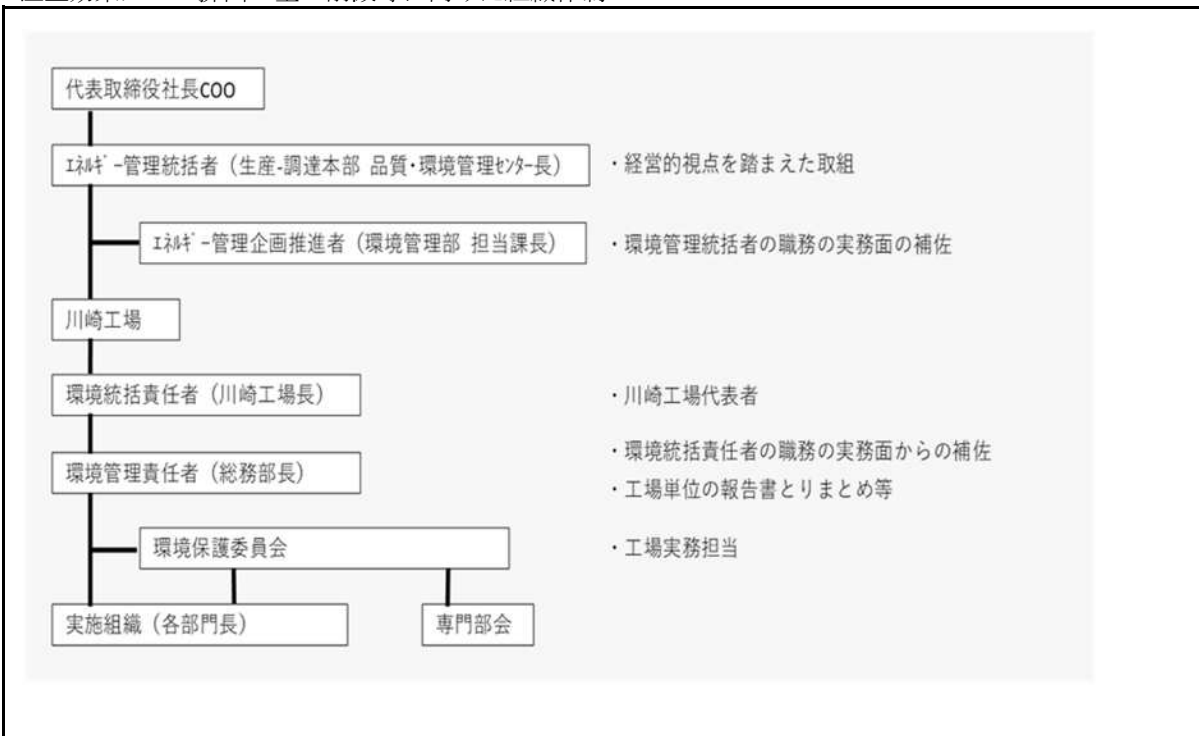 代表取締役社長COO
ｴﾈﾙｷﾞｰ管理統括者（生産-調達本部 品質・環境管理ｾﾝﾀｰ長）
・経営的視点を踏まえた取組
ｴﾈﾙｷﾞｰ管理企画推進者（環境管理部 担当課長）
・環境管理統括者の職務の実務面の補佐
川崎工場
環境統括責任者（川崎工場長）
・川崎工場代表者
環境管理責任者（総務部長）
・環境統括責任者の職務の実務面からの補佐
・工場単位の報告書とりまとめ等
環境保護委員会
・工場実務担当
実施組織（各部門長）
専門部会